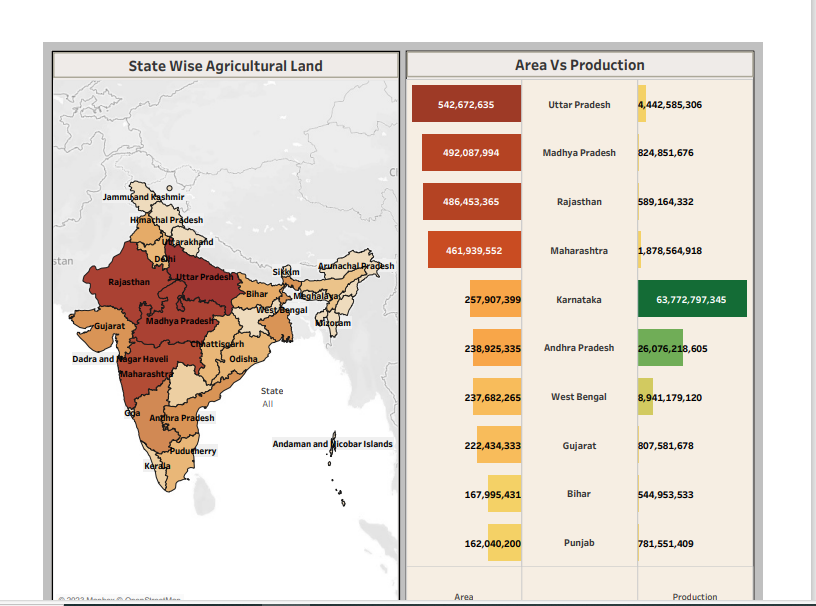 State Wise Agricultural Land
Jammu and Kashmir
Himachal Pradesh
Uttarakhand
stan
Delhi
Sikkim
Arunachal Pradesh
Rajasthan
Uttar Pradesh
Bihar
Meghalaya
West Bengal
Gujarat
Madhya Pradesh
Mizoram
Chhattisgarh
Dadra and Nagar Haveli
Odisha
Maharashtra
State
All
Goa
Andhra Pradesh
Andaman and Nicobar Islands
Puducherry
Kerala
© 2023 Mapbox © OpenStreetMap
Area Vs Production
542,672,635 Uttar Pradesh 4,442,585,306
492,087,994 Madhya Pradesh 824,851,676
486,453,365 Rajasthan 589,164,332
461,939,552 Maharashtra 1,878,564,918
257,907,399 Karnataka 63,772,797,345
238,925,335 Andhra Pradesh 26,076,218,605
237,682,265 West Bengal 8,941,179,120
222,434,333 Gujarat 807,581,678
167,995,431 Bihar 544,953,533
162,040,200 Punjab 781,551,409
Area Production